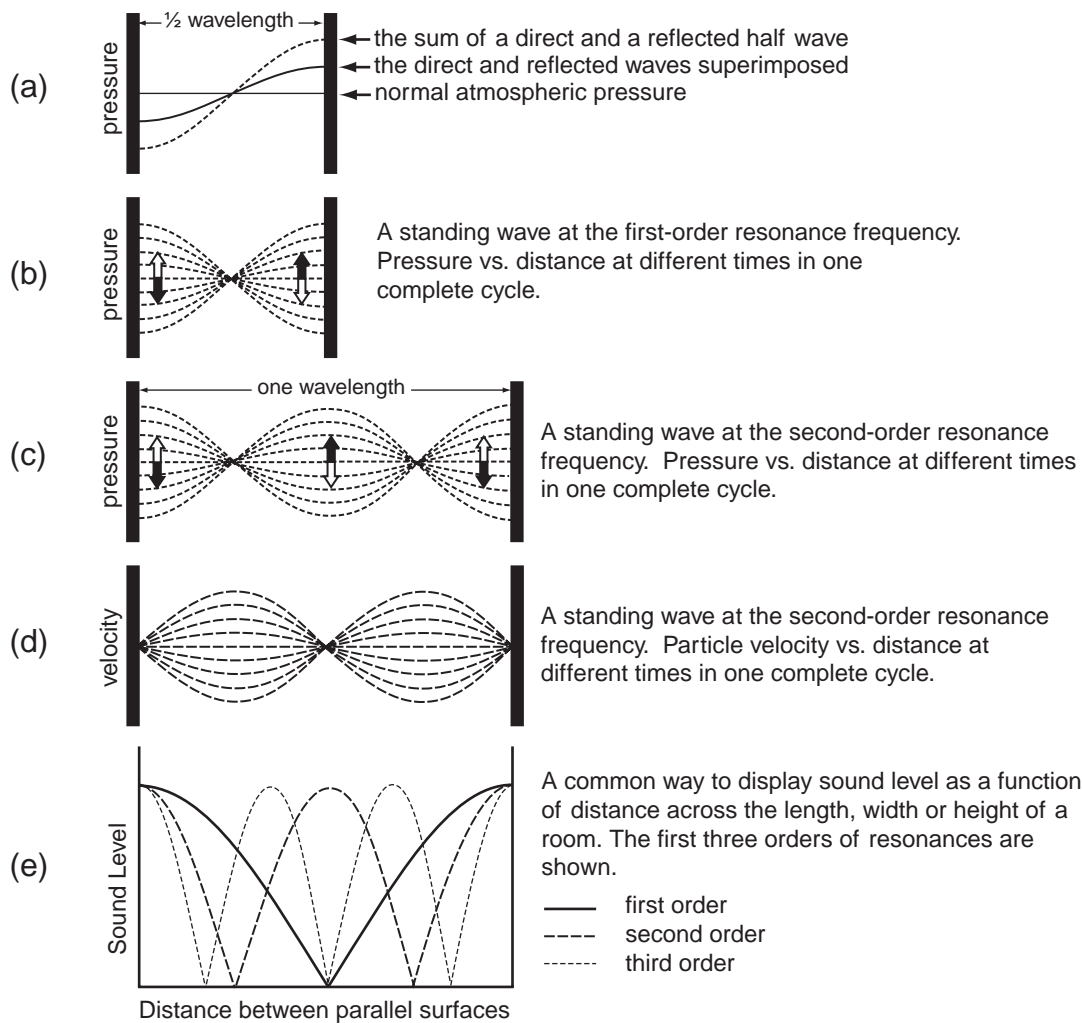 ½ wavelength
the sum of a direct and a reflected half wave
the direct and reflected waves superimposed
normal atmospheric pressure
(a)
pressure
A standing wave at the first-order resonance frequency.
Pressure vs. distance at different times in one
complete cycle.
(b)
pressure
one wavelength
A standing wave at the second-order resonance
frequency. Pressure vs. distance at different times
in one complete cycle.
(c)
pressure
A standing wave at the second-order resonance
frequency. Particle velocity vs. distance at
different times in one complete cycle.
(d)
velocity
A common way to display sound level as a function
of distance across the length, width or height of a
room. The first three orders of resonances are
shown.
(e)
Sound Level
first order
second order
third order
Distance between parallel surfaces